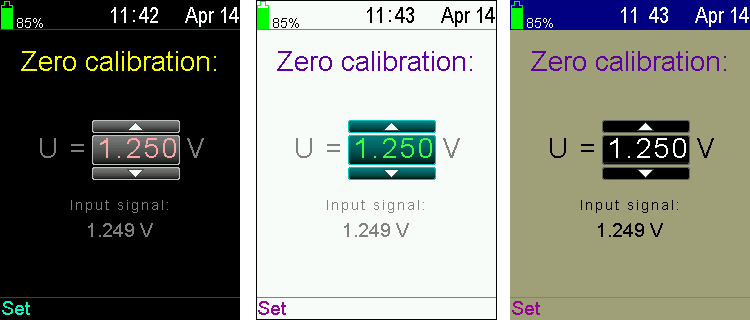 85% 11:42 Apr 14
Zero calibration:
U = 1.250 V
Input signal:
1.249 V
Set
85% 11:43 Apr 14
Zero calibration:
U = 1.250 V
Input signal:
1.249 V
Set
85% 11 43 Apr 14
Zero calibration:
U = 1.250 V
Input signal:
1.249 V
Set